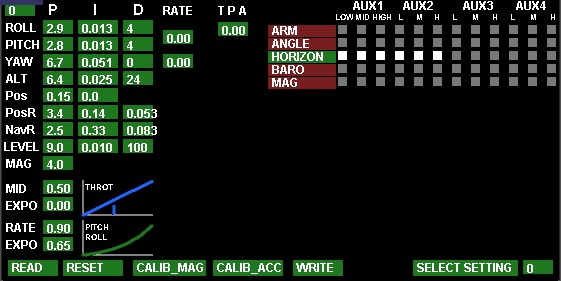 0 P I D RATE T P A AUX1 AUX2 AUX3 AUX4
LOW MID HIGH L M H L M H L M H
ROLL 2.9 0.013 4 0.00 0.00 ARM
PITCH 2.8 0.013 4 ANGLE
YAW 6.7 0.051 0 0.00 HORIZON
ALT 6.4 0.025 24 BARO
Pos 0.15 0.0 MAG
PosR 3.4 0.14 0.053
NavR 2.5 0.33 0.083
LEVEL 9.0 0.010 100
MAG 4.0
MID 0.50 THROT
EXPO 0.00
RATE 0.90 PITCH
EXPO 0.65 ROLL
READ RESET CALIB_MAG CALIB_ACC WRITE SELECT SETTING 0